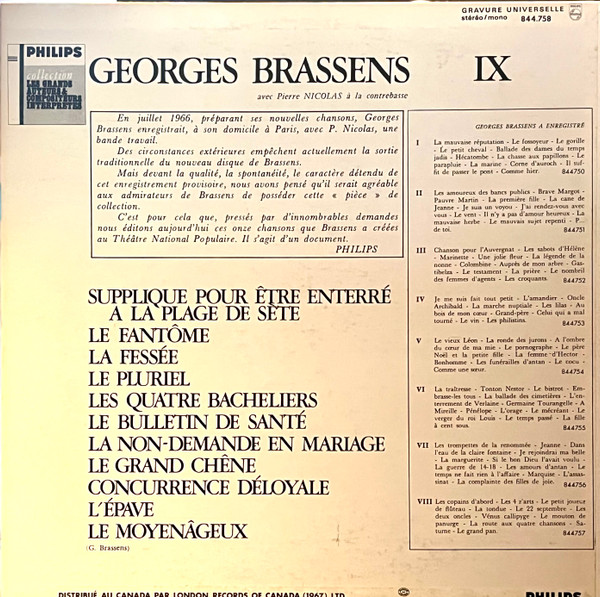 GRAVURE UNIVERSELLE
stéréo/mono 844.758
PHILIPS
collection
LES GRANDS
AUTEURS &
COMPOSITEURS
INTERPRÈTES
GEORGES BRASSENS IX
avec Pierre NICOLAS à la contrebasse
En juillet 1966, préparant ses nouvelles chansons, Georges
Brassens enregistrait, à son domicile à Paris, avec P. Nicolas, une
bande travail.
Des circonstances extérieures empêchent actuellement la sortie
traditionnelle du nouveau disque de Brassens.
Mais devant la qualité, la spontanéité, le caractère détendu de
cet enregistrement provisoire, nous avons pensé qu'il serait agréable
aux admirateurs de Brassens de posséder cette « pièce » de
collection.
C'est pour cela que, pressés par d'innombrables demandes
nous éditons aujourd'hui ces onze chansons que Brassens a créées
au Théâtre National Populaire. Il s'agit d'un document.
PHILIPS
SUPPLIQUE POUR ÊTRE ENTERRÉ
A LA PLAGE DE SÈTE
LE FANTÔME
LA FESSÉE
LE PLURIEL
LES QUATRE BACHELIERS
LE BULLETIN DE SANTÉ
LA NON-DEMANDE EN MARIAGE
LE GRAND CHÊNE
CONCURRENCE DÉLOYALE
L'ÉPAVE
LE MOYENÂGEUX
(G. Brassens)
GEORGES BRASSENS A ENREGISTRÉ
I La mauvaise réputation - Le fossoyeur - Le gorille
- Le petit cheval - Ballade des dames du temps
jadis - Hécatombe - La chasse aux papillons - Le
parapluie - La marine - Corne d'auroch - Il suf-
fit de passer le pont - Comme hier. 844750
II Les amoureux des bancs publics - Brave Margot -
Pauvre Martin - La première fille - La cane de
Jeanne - Je suis un voyou - J'ai rendez-vous avec
vous - Le vent - Il n'y a pas d'amour heureux - La
mauvaise herbe - Le mauvais sujet repenti - P...
de toi. 844751
III Chanson pour l'Auvergnat - Les sabots d'Hélène
- Marinette - Une jolie fleur - La légende de la
nonne - Colombine - Auprès de mon arbre - Gas-
tibelza - Le testament - La prière - Le nombril
des femmes d'agents - Les croquants. 844752
IV Je me suis fait tout petit - L'amandier - Oncle
Archibald - La marche nuptiale - Les lilas - Au
bois de mon cœur - Grand-père - Celui qui a mal
tourné - Le vin - Les philistins. 844753
V Le vieux Léon - La ronde des jurons - A l'ombre
du cœur de ma mie - Le pornographe - Le père
Noël et la petite fille - La femme d'Hector -
Bonhomme - Les funérailles d'antan - Le cocu -
Comme une sœur. 844754
VI La traîtresse - Tonton Nestor - Le bistrot - Em-
brasse-les tous - La ballade des cimetières - L'en-
terrement de Verlaine - Germaine Tourangelle - A
Mireille - Pénélope - L'orage - Le mécréant - Le
verger du roi Louis - Le temps passé - La fille
à cent sous. 844755
VII Les trompettes de la renommée - Jeanne - Dans
l'eau de la claire fontaine - Je rejoindrai ma belle
- La marguerite - Si le bon Dieu l'avait voulu -
La guerre de 14-18 - Les amours d'antan - Le
temps ne fait rien à l'affaire - Marquise - L'assas-
sinat - La complainte des filles de joie. 844756
VIII Les copains d'abord - Les 4 z'arts - Le petit joueur de
flûteau - La tondue - Le 22 septembre - Les
deux oncles - Vénus callipyge - Le mouton de
panurge - La route aux quatre chansons - Sa-
turne - Le grand pan. 844757
DISTRIBUÉ AU CANADA PAR LONDON RECORDS OF CANADA (1967) LTD.
PHILIPS